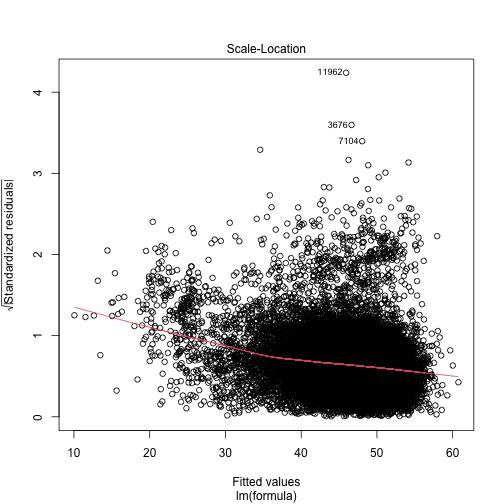 Scale-Location
11962
3676
7104
√|Standardized residuals|
0
1
2
3
4
10 20 30 40 50 60
Fitted values
lm(formula)